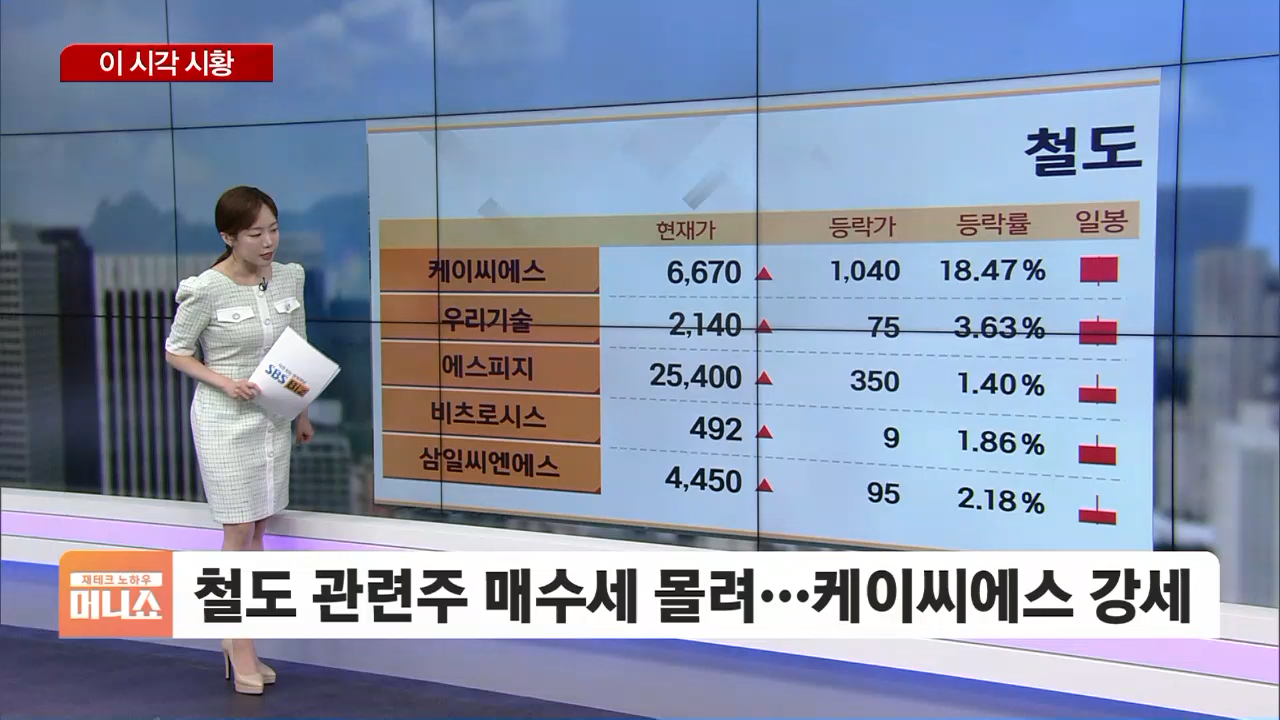 이 시각 시황
철도
현재가 등락가 등락률 일봉
케이씨에스 6,670 ▲ 1,040 18.47%
우리기술 2,140 ▲ 75 3.63%
에스피지 25,400 ▲ 350 1.40%
비츠로시스 492 ▲ 9 1.86%
삼일씨엔에스 4,450 ▲ 95 2.18%
SBS Biz
재테크 노하우
머니쇼
철도 관련주 매수세 몰려…케이씨에스 강세